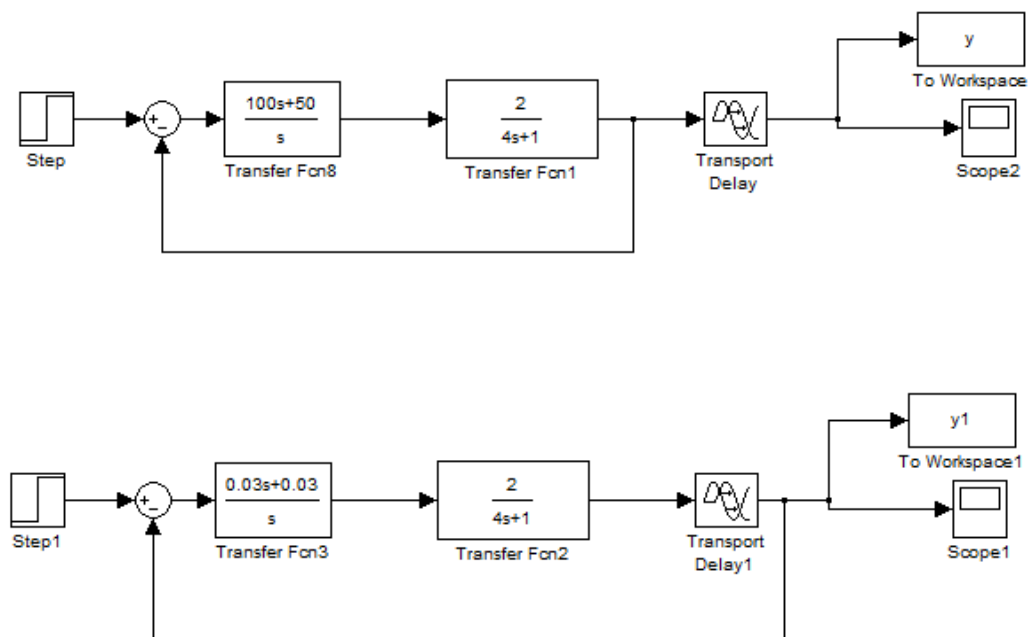 y
To Workspace
100s+50
s
2
4s+1
Step
Transfer Fcn8
Transfer Fcn1
Transport
Delay
Scope2
y1
To Workspace1
0.03s+0.03
s
2
4s+1
Step1
Transfer Fcn3
Transfer Fcn2
Transport
Delay1
Scope1